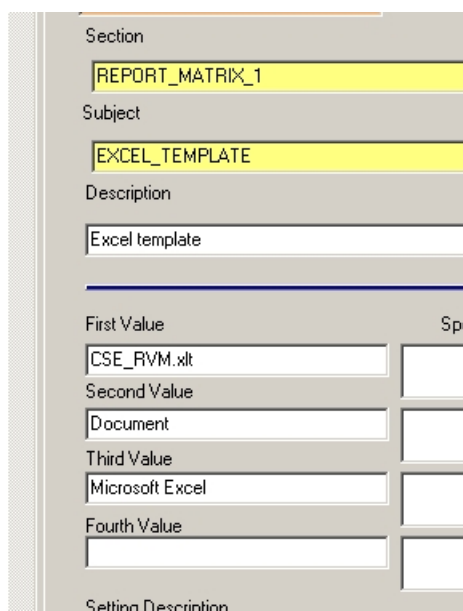 Section
REPORT_MATRIX_1
Subject
EXCEL_TEMPLATE
Description
Excel template
First Value Sp
CSE_RVM.xlt
Second Value
Document
Third Value
Microsoft Excel
Fourth Value
Setting Description